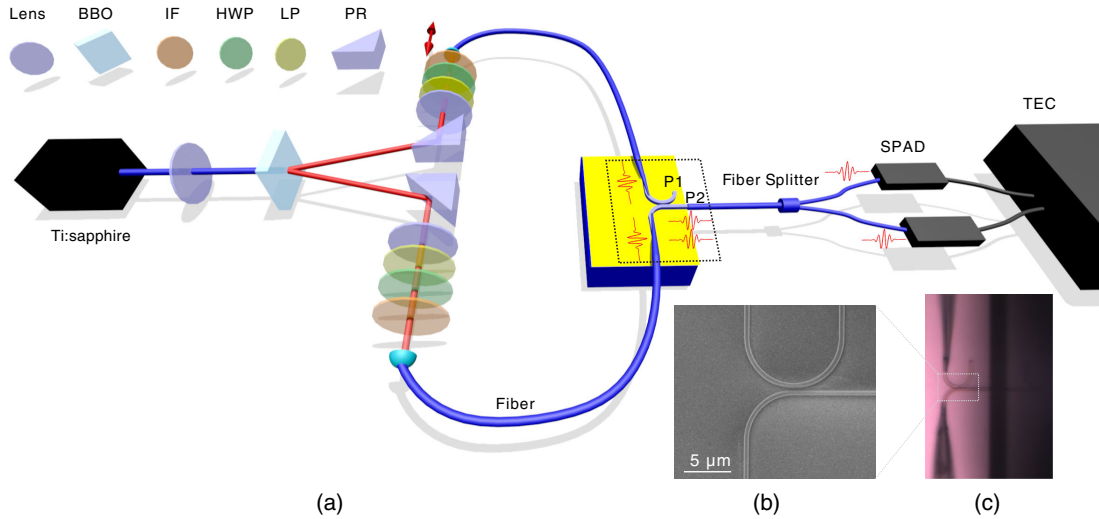 Lens BBO IF HWP LP PR
TEC
SPAD
P1
Fiber Splitter
P2
Ti:sapphire
Fiber
5 μm
(a) (b) (c)